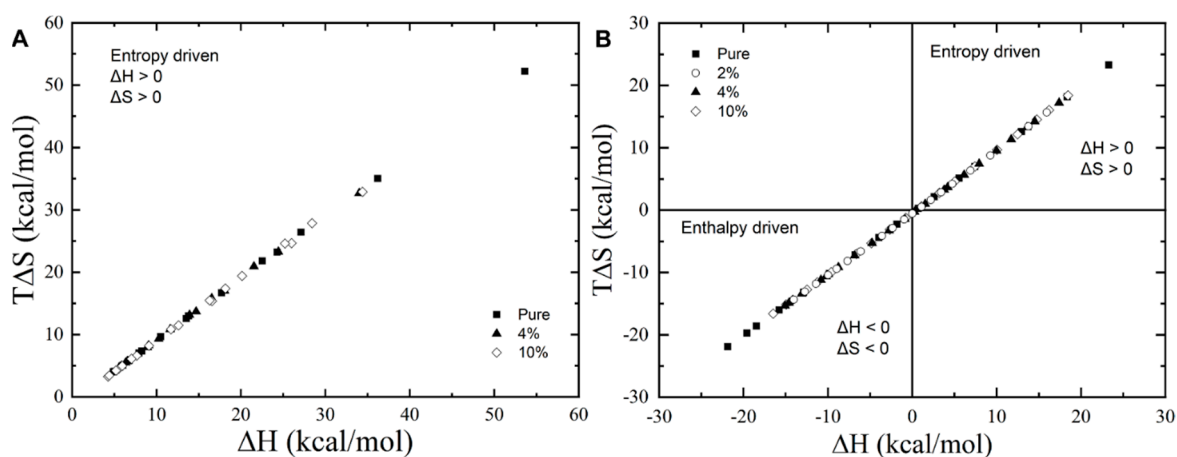 A
Entropy driven
ΔH > 0
ΔS > 0
60
50
40
30
20
10
0
TΔS (kcal/mol)
Pure
4%
10%
0 10 20 30 40 50 60
ΔH (kcal/mol)
B
Pure
2%
4%
10%
Entropy driven
ΔH > 0
ΔS > 0
Enthalpy driven
ΔH < 0
ΔS < 0
30
20
10
0
-10
-20
-30
TΔS (kcal/mol)
-30 -20 -10 0 10 20 30
ΔH (kcal/mol)